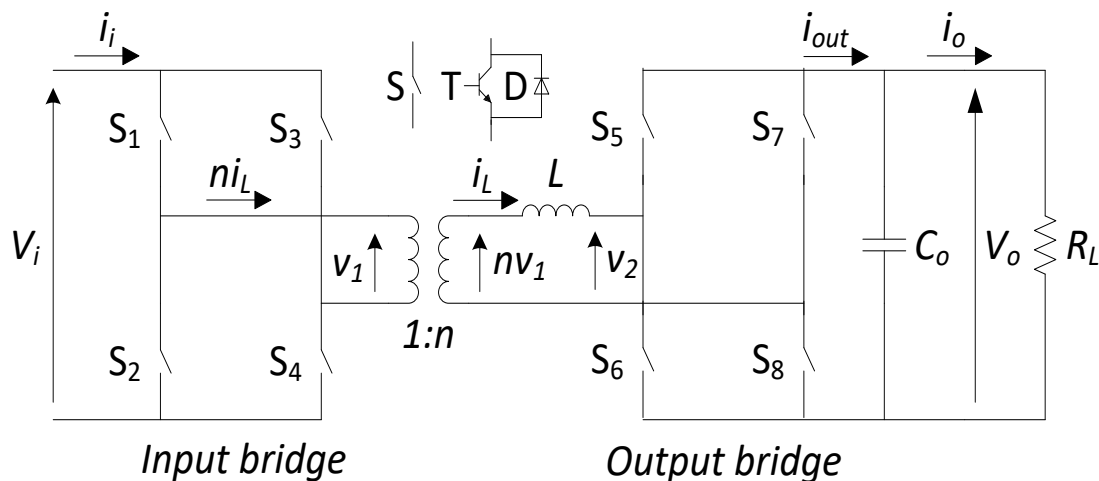 i_i
i_out
i_o
S T D
S_1
S_3
S_5
S_7
ni_L
i_L
L
V_i
v_1
nv_1
v_2
C_o
V_o
R_L
1:n
S_2
S_4
S_6
S_8
Input bridge
Output bridge